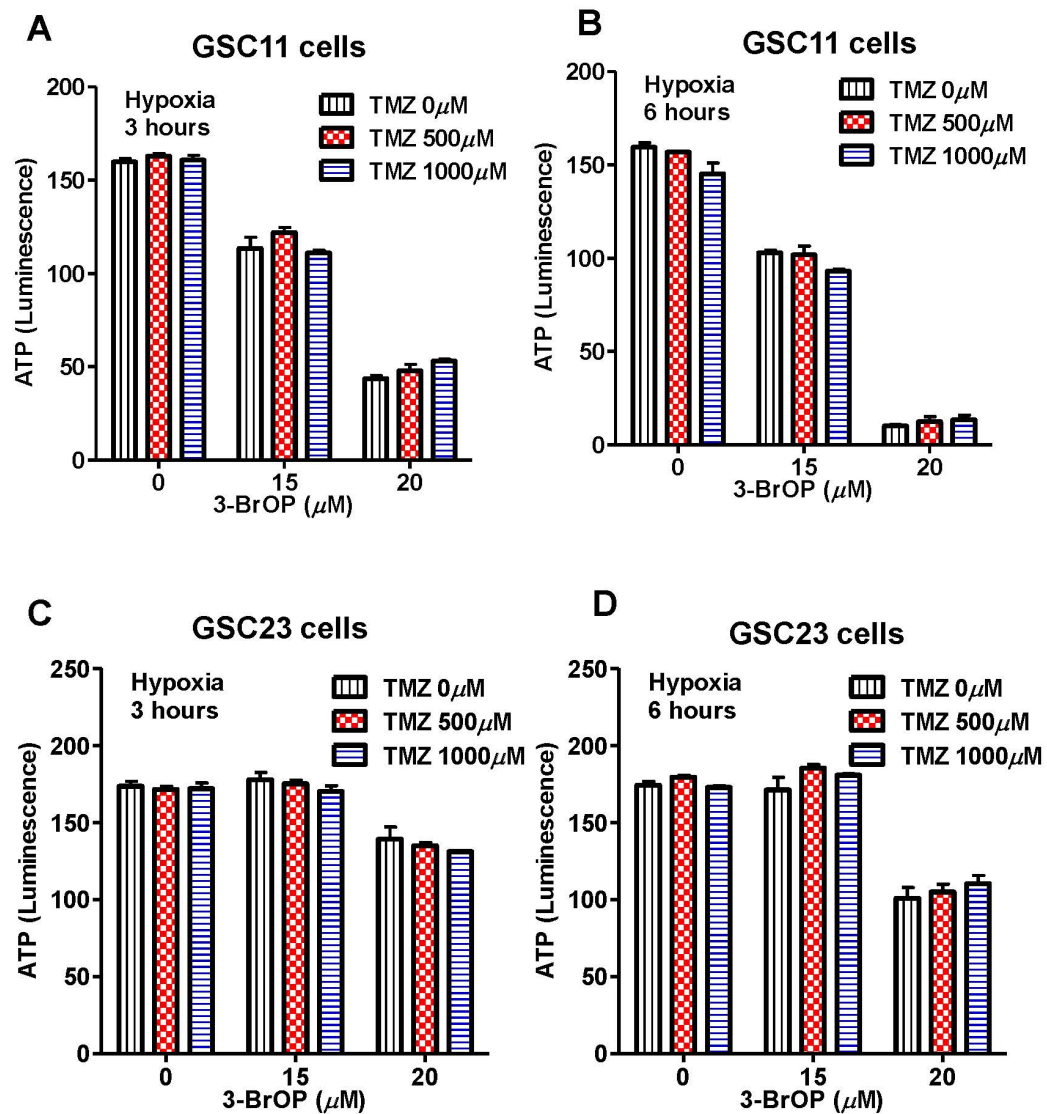 A
GSC11 cells
Hypoxia
3 hours
TMZ 0μM
TMZ 500μM
TMZ 1000μM
ATP (Luminescence)
200
150
100
50
0
0 15 20
3-BrOP (μM)
B
GSC11 cells
Hypoxia
6 hours
TMZ 0μM
TMZ 500μM
TMZ 1000μM
ATP (Luminescence)
200
150
100
50
0
0 15 20
3-BrOP (μM)
C
GSC23 cells
Hypoxia
3 hours
TMZ 0μM
TMZ 500μM
TMZ 1000μM
ATP (Luminescence)
250
200
150
100
50
0
0 15 20
3-BrOP (μM)
D
GSC23 cells
Hypoxia
6 hours
TMZ 0μM
TMZ 500μM
TMZ 1000μM
ATP (Luminescence)
250
200
150
100
50
0
0 15 20
3-BrOP (μM)